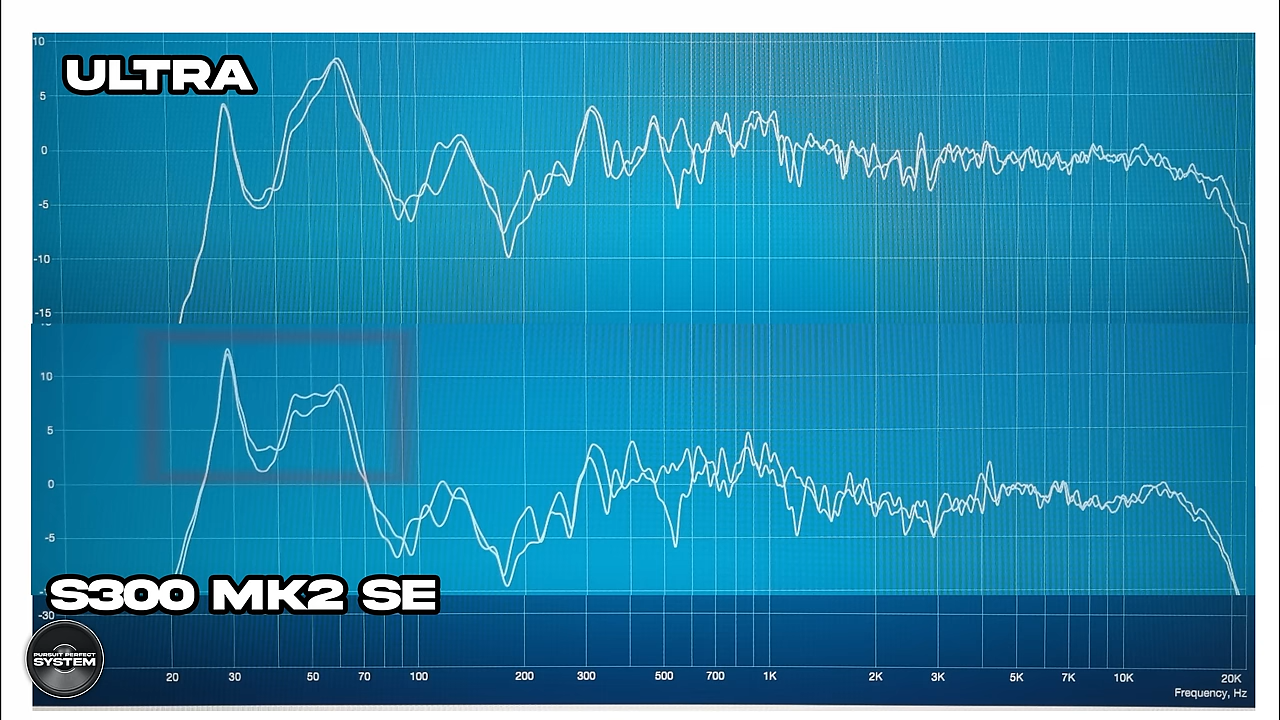 ULTRA
10
5
0
-5
-10
-15
10
5
0
-5
S300 MK2 SE
-30
PURSUIT PERFECT
SYSTEM
20 30 50 70 100 200 300 500 700 1K 2K 3K 5K 7K 10K 20K
Frequency, Hz